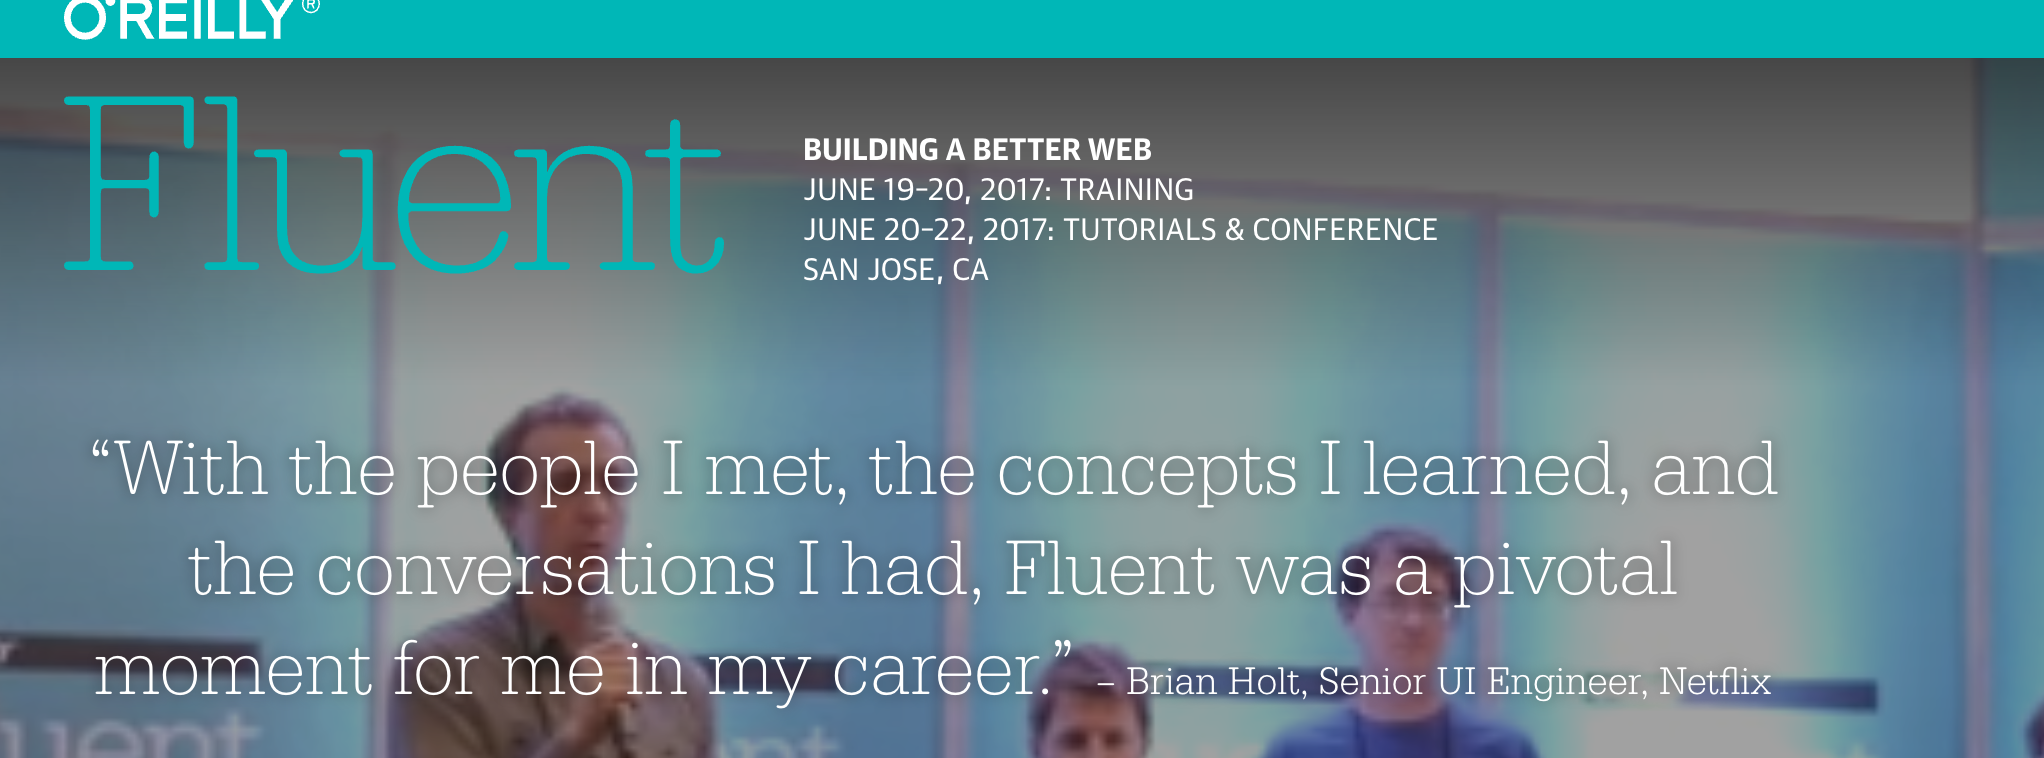 O'REILLY®
Fluent
BUILDING A BETTER WEB
JUNE 19-20, 2017: TRAINING
JUNE 20-22, 2017: TUTORIALS & CONFERENCE
SAN JOSE, CA
“With the people I met, the concepts I learned, and
the conversations I had, Fluent was a pivotal
moment for me in my career.” – Brian Holt, Senior UI Engineer, Netflix